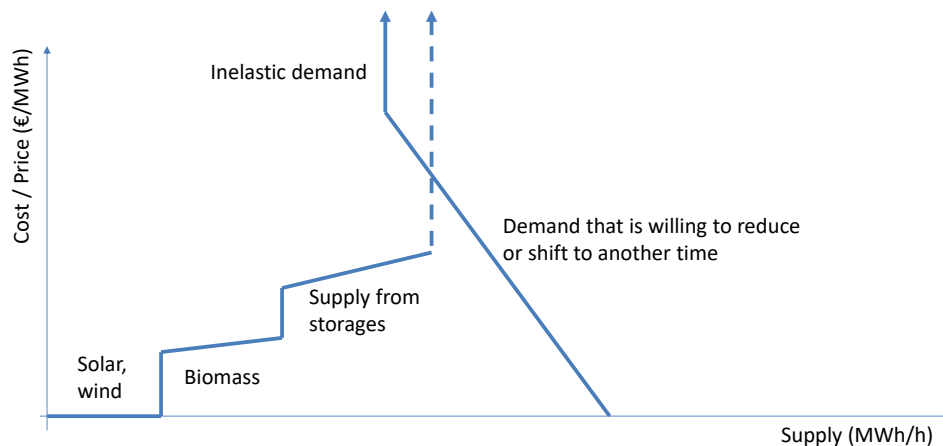 Cost / Price (€/MWh)
Inelastic demand
Demand that is willing to reduce
or shift to another time
Supply from
storages
Solar,
wind
Biomass
Supply (MWh/h)